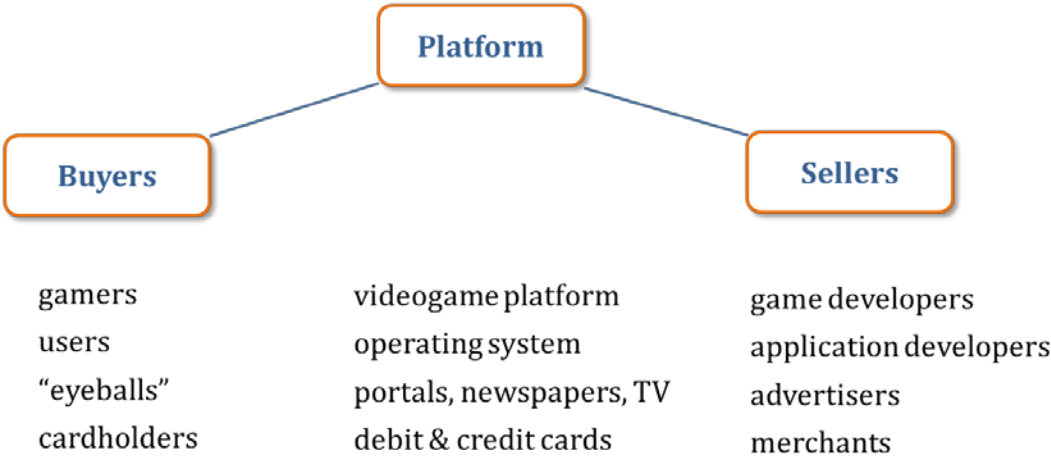 Platform
Buyers
Sellers
gamers
users
“eyeballs”
cardholders
videogame platform
operating system
portals, newspapers, TV
debit & credit cards
game developers
application developers
advertisers
merchants